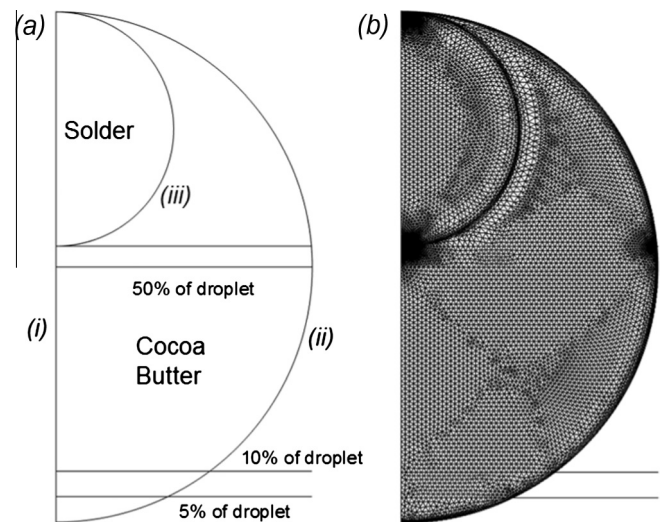 (a)
(b)
Solder
(iii)
50% of droplet
(i)
(ii)
Cocoa
Butter
10% of droplet
5% of droplet